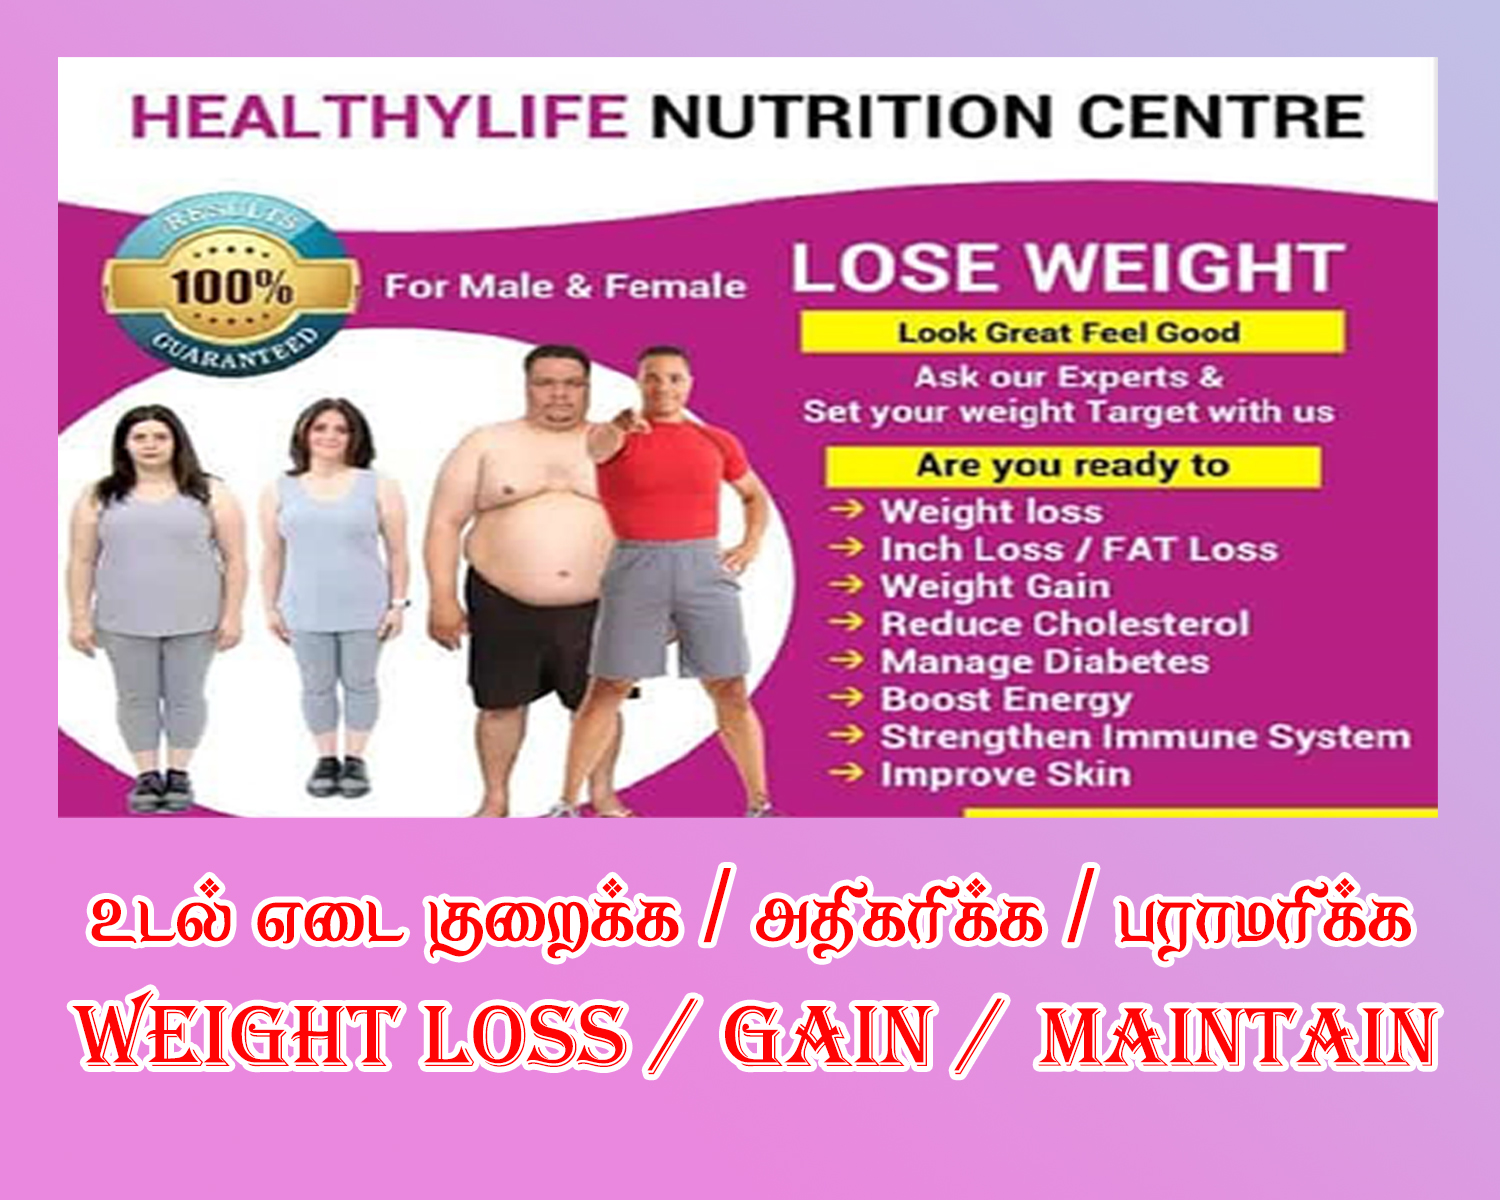 HEALTHYLIFE NUTRITION CENTRE
RESULTS
100%
GUARANTEED
For Male & Female
LOSE WEIGHT
Look Great Feel Good
Ask our Experts &
Set your weight Target with us
Are you ready to
→ Weight loss
→ Inch Loss / FAT Loss
→ Weight Gain
→ Reduce Cholesterol
→ Manage Diabetes
→ Boost Energy
→ Strengthen Immune System
→ Improve Skin
உடல் எடை குறைக்க / அதிகரிக்க / பராமரிக்க
WEIGHT LOSS / GAIN / MAINTAIN